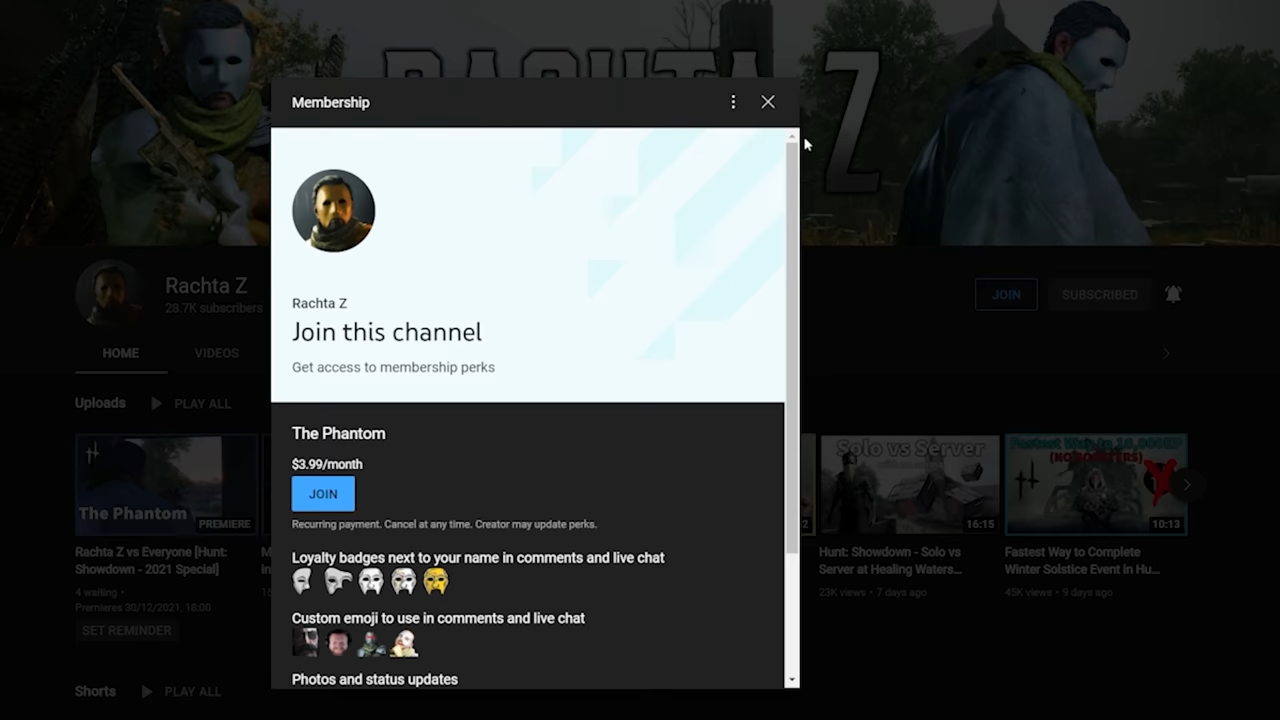 RACHTA Z
Membership
Rachta Z
Join this channel
Get access to membership perks
The Phantom
$3.99/month
JOIN
Recurring payment. Cancel at any time. Creator may update perks.
Loyalty badges next to your name in comments and live chat
Custom emoji to use in comments and live chat
Photos and status updates
Rachta Z
28.7K subscribers
JOIN
SUBSCRIBED
HOME
VIDEOS
Uploads
PLAY ALL
The Phantom
PREMIERE
Rachta Z vs Everyone [Hunt:
Showdown - 2021 Special]
4 waiting •
Premieres 30/12/2021, 18:00
SET REMINDER
Solo vs Server
16:15
Hunt: Showdown - Solo vs
Server at Healing Waters...
23K views • 7 days ago
Fastest Way to 10,000HP
(NO BOOSTERS)
10:13
Fastest Way to Complete
Winter Solstice Event in Hu...
45K views • 9 days ago
Shorts
PLAY ALL